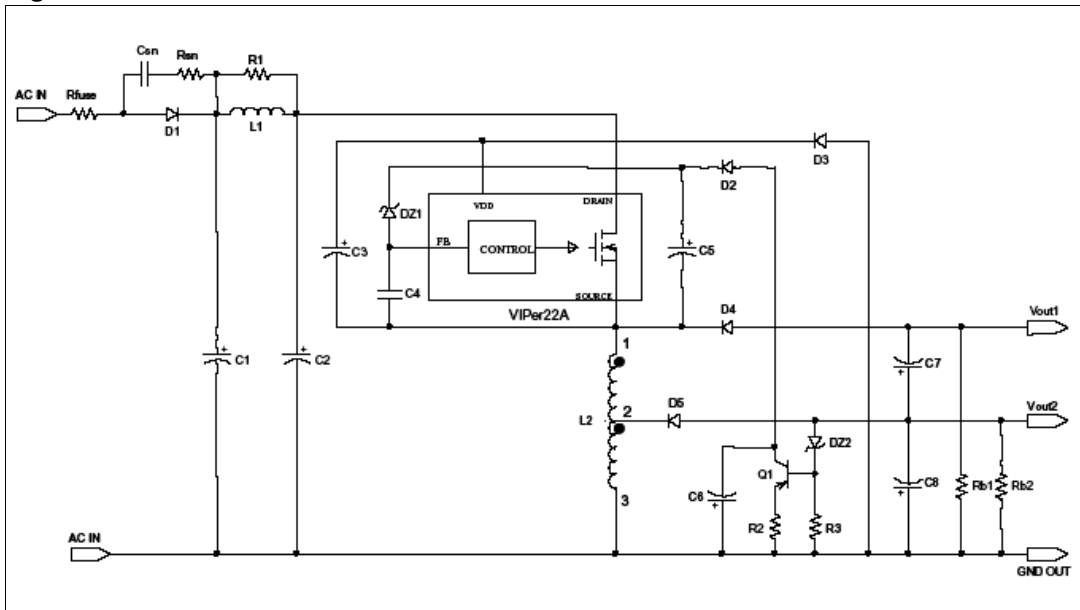 Csn
Rsn
R1
AC IN
Rfuse
D1
L1
D3
D2
DZ1
VDD
DRAIN
FB
CONTROL
C3
C5
C4
SOURCE
VIPer22A
D4
Vout1
1
C1
C2
C7
D5
Vout2
L2
2
DZ2
Q1
C6
C8
Rb1
Rb2
3
R2
R3
AC IN
GND OUT